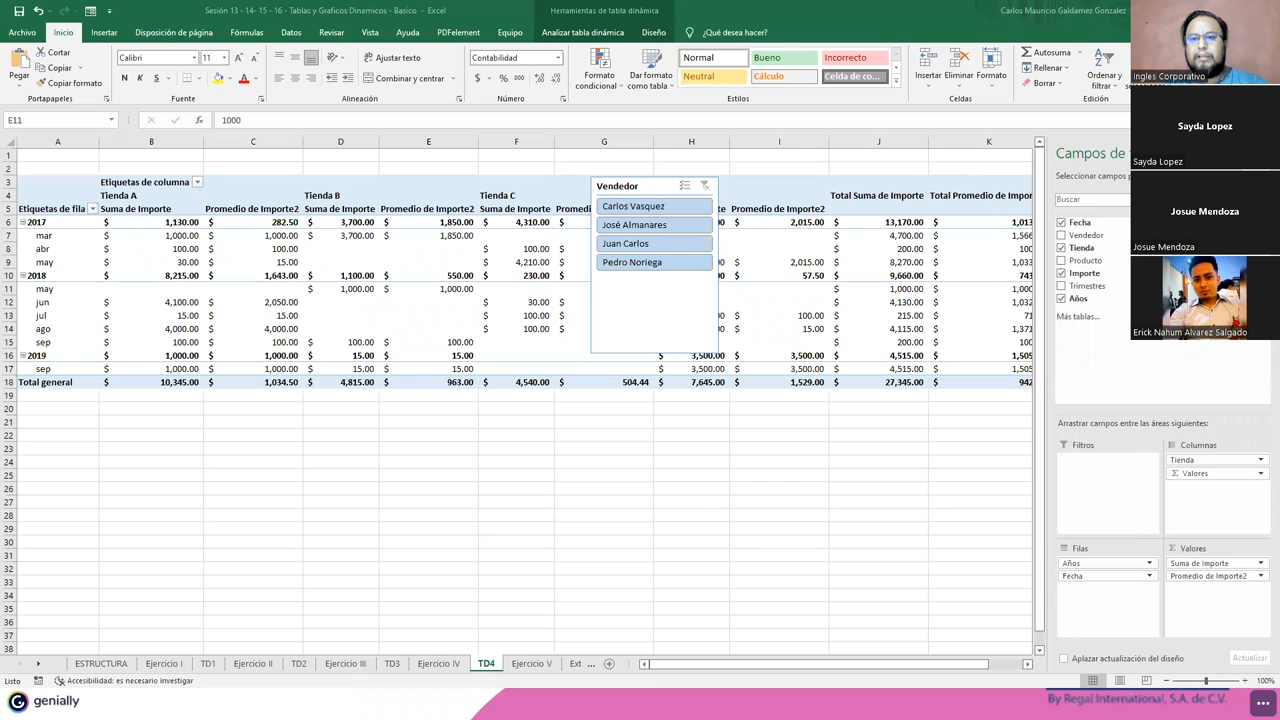 Sesión 13 - 14- 15 - 16 - Tablas y Graficos Dinamicos - Basico - Excel
Herramientas de tabla dinámica
Carlos Mauricio Galdamez Gonzalez
Archivo Inicio Insertar Disposición de página Fórmulas Datos Revisar Vista Ayuda PDFelement Equipo Analizar tabla dinámica Diseño ¿Qué desea hacer?
Pegar
Cortar
Copiar
Copiar formato
Portapapeles
Calibri 11
N K S
Fuente
Ajustar texto
Combinar y centrar
Alineación
Contabilidad
$ % 000
Número
Formato condicional
Dar formato como tabla
Normal Bueno Incorrecto
Neutral Cálculo Celda de co...
Estilos
Insertar Eliminar Formato
Celdas
Autosuma
Rellenar
Borrar
Ordenar y filtrar
Edición
E11 fx 1000
A B C D E F G H I J K
3 Etiquetas de columna
4 Tienda A Tienda B Tienda C Total Suma de Importe Total Promedio de Importe
5 Etiquetas de fila Suma de Importe Promedio de Importe2 Suma de Importe Promedio de Importe2 Suma de Importe Promedio de Importe2
6 2017 $ 1,130.00 $ 282.50 $ 3,700.00 $ 1,850.00 $ 4,310.00 $ $ 2,015.00 $ 13,170.00 $ 1,013
7 mar $ 1,000.00 $ 1,000.00 $ 3,700.00 $ 1,850.00 $ 4,700.00 $ 1,566
8 abr $ 100.00 $ 100.00 $ 100.00 $ $ 200.00 $ 100
9 may $ 30.00 $ 15.00 $ 4,210.00 $ $ 2,015.00 $ 8,270.00 $ 1,033
10 2018 $ 8,215.00 $ 1,643.00 $ 1,100.00 $ 550.00 $ 230.00 $ $ 57.50 $ 9,660.00 $ 743
11 may $ 1,000.00 $ 1,000.00 $ 1,000.00 $ 1,000
12 jun $ 4,100.00 $ 2,050.00 $ 30.00 $ $ 4,130.00 $ 1,032
13 jul $ 15.00 $ 15.00 $ 100.00 $ $ 100.00 $ 215.00 $ 71
14 ago $ 4,000.00 $ 4,000.00 $ 100.00 $ $ 15.00 $ 4,115.00 $ 1,371
15 sep $ 100.00 $ 100.00 $ 100.00 $ 100.00 $ 200.00 $ 100
16 2019 $ 1,000.00 $ 1,000.00 $ 15.00 $ 15.00 $ 3,500.00 $ 3,500.00 $ 4,515.00 $ 1,505
17 sep $ 1,000.00 $ 1,000.00 $ 15.00 $ 15.00 $ 3,500.00 $ 3,500.00 $ 4,515.00 $ 1,505
18 Total general $ 10,345.00 $ 1,034.50 $ 4,815.00 $ 963.00 $ 4,540.00 $ 504.44 $ 7,645.00 $ 1,529.00 $ 27,345.00 $ 942
Vendedor
Carlos Vasquez
José Almanares
Juan Carlos
Pedro Noriega
Campos de
Seleccionar campos p
Buscar
Fecha
Vendedor
Tienda
Producto
Importe
Trimestres
Años
Más tablas...
Arrastrar campos entre las áreas siguientes:
Filtros Columnas
Tienda
Σ Valores
Filas Σ Valores
Años Suma de Importe
Fecha Promedio de Importe2
Aplazar actualización del diseño Actualizar
Ingles Corporativo
Sayda Lopez
Sayda Lopez
Josue Mendoza
Josue Mendoza
Erick Nahum Alvarez Salgado
ESTRUCTURA Ejercicio I TD1 Ejercicio II TD2 Ejercicio III TD3 Ejercicio IV TD4 Ejercicio V Ext ...
Listo Accesibilidad: es necesario investigar 100%
genially
By Regal International, S.A. de C.V.